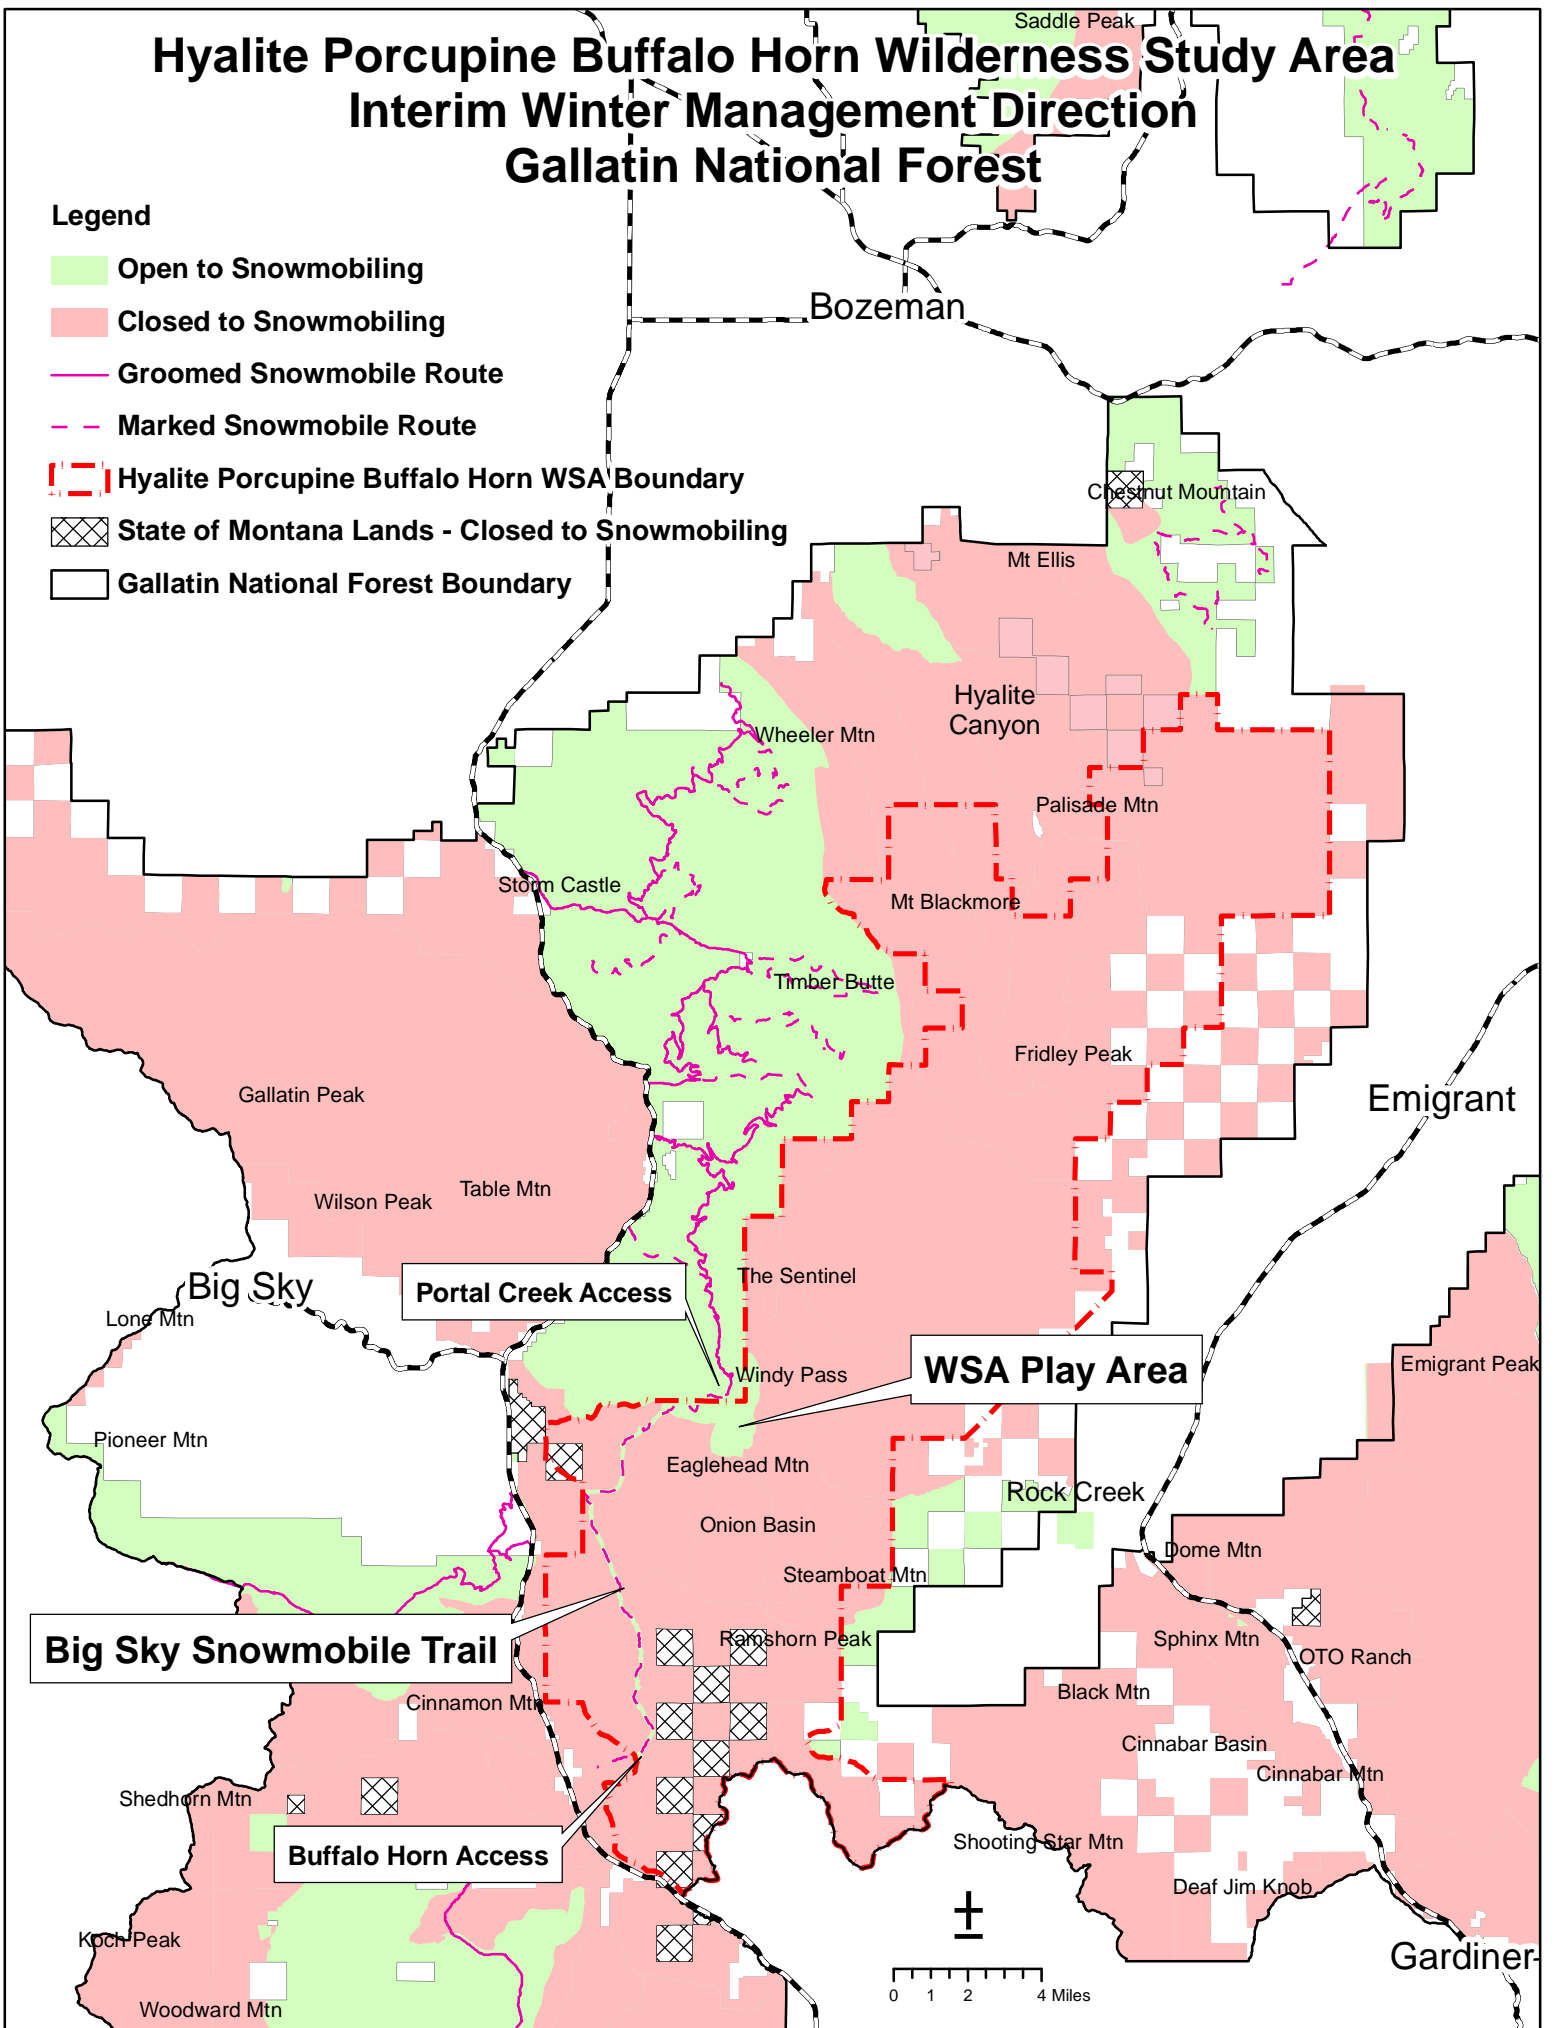 Saddle Peak
Hyalite Porcupine Buffalo Horn Wilderness Study Area
Interim Winter Management Direction
Gallatin National Forest
Legend
Open to Snowmobiling
Closed to Snowmobiling
Groomed Snowmobile Route
Marked Snowmobile Route
Hyalite Porcupine Buffalo Horn WSA Boundary
State of Montana Lands - Closed to Snowmobiling
Gallatin National Forest Boundary
Bozeman
Chestnut Mountain
Mt Ellis
Hyalite
Canyon
Wheeler Mtn
Palisade Mtn
Storm Castle
Mt Blackmore
Timber Butte
Fridley Peak
Gallatin Peak
Emigrant
Table Mtn
Wilson Peak
The Sentinel
Big Sky
Portal Creek Access
Lone Mtn
WSA Play Area
Windy Pass
Emigrant Peak
Pioneer Mtn
Eaglehead Mtn
Rock Creek
Onion Basin
Dome Mtn
Steamboat Mtn
Big Sky Snowmobile Trail
Ramshorn Peak
Sphinx Mtn
OTO Ranch
Black Mtn
Cinnamon Mtn
Cinnabar Basin
Cinnabar Mtn
Shedhorn Mtn
Shooting Star Mtn
Buffalo Horn Access
Deaf Jim Knob
Koch Peak
Gardiner
Woodward Mtn
0 1 2 4 Miles